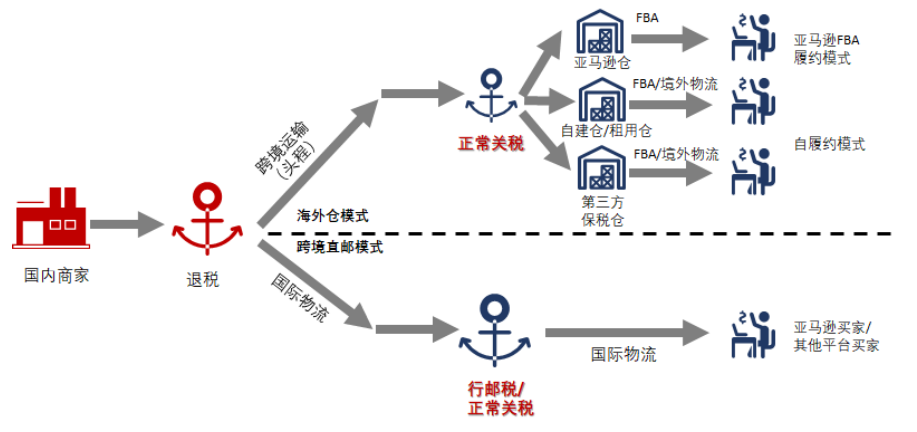 FBA
亚马逊仓
亚马逊FBA
履约模式
FBA/境外物流
自建仓/租用仓
正常关税
跨境运输
(头程)
自履约模式
FBA/境外物流
第三方
保税仓
海外仓模式
跨境直邮模式
国内商家
退税
国际物流
亚马逊买家/
其他平台买家
国际物流
行邮税/
正常关税